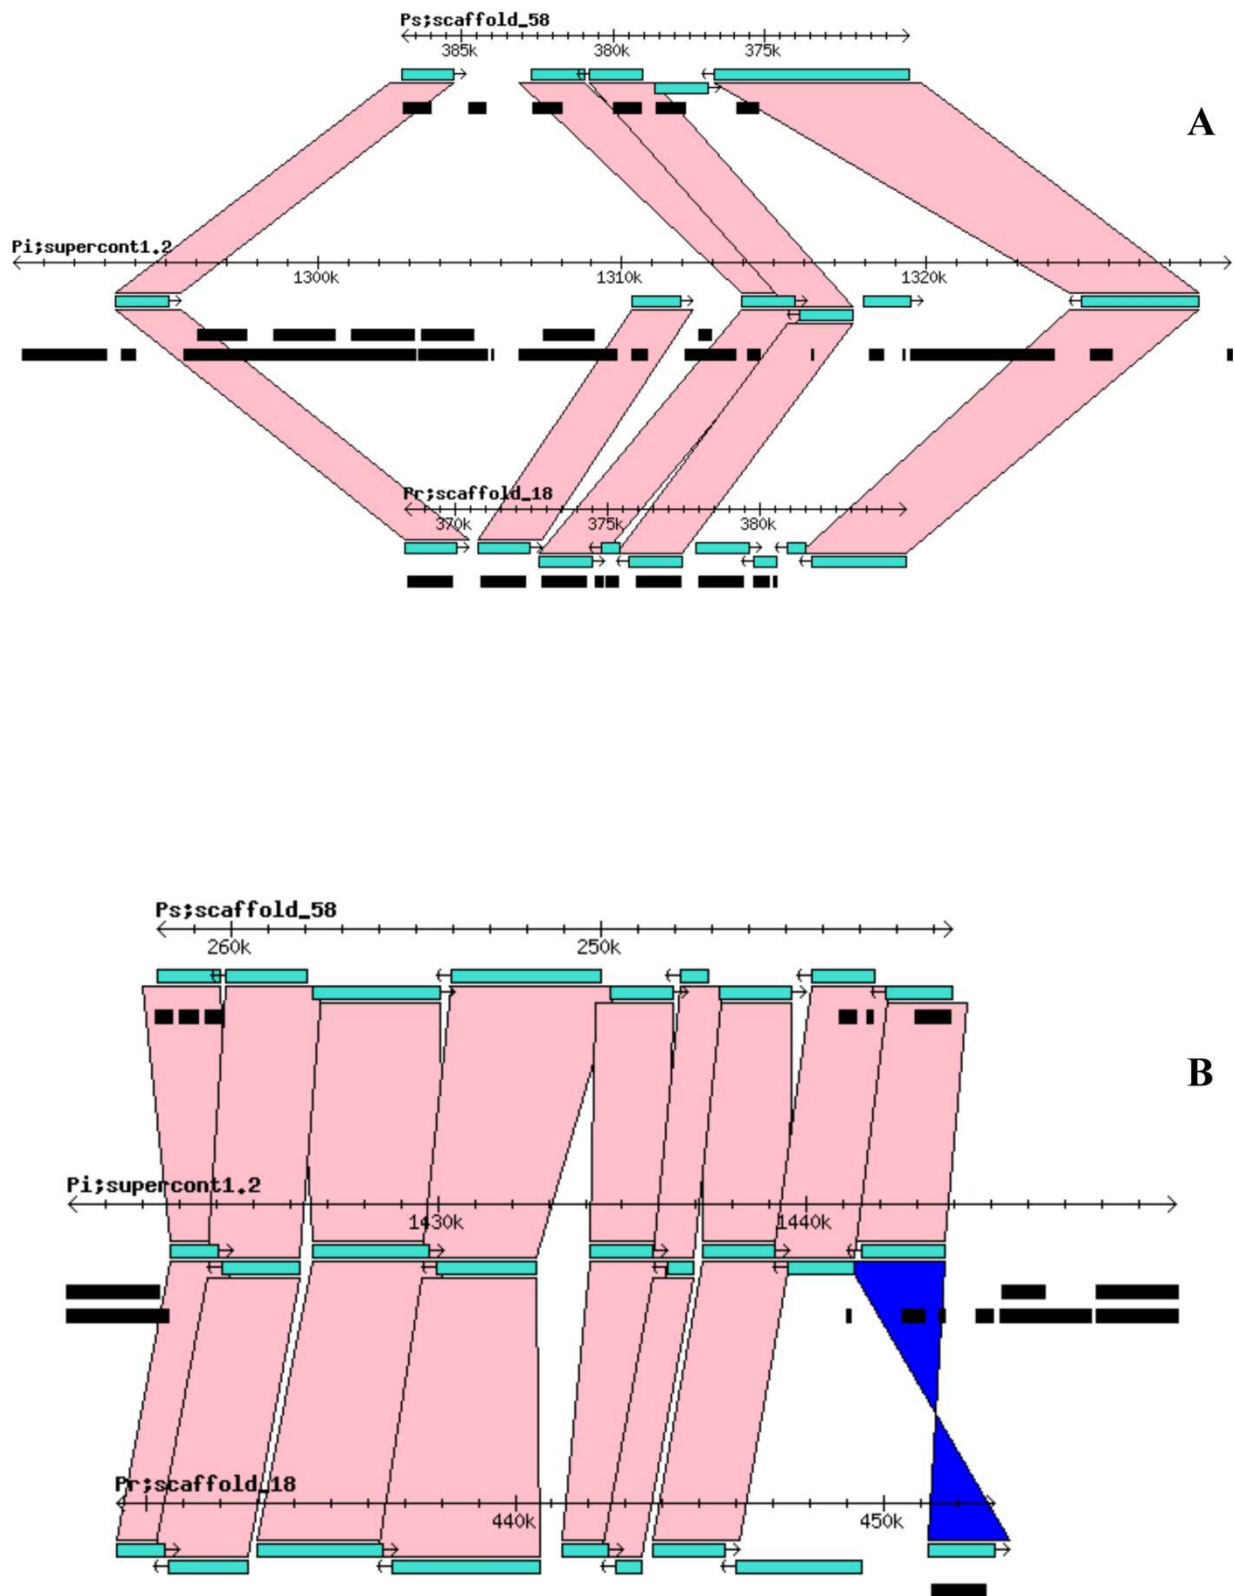 Ps;scaffold_58
385k 380k 375k
A
Pi;supercont1.2
1300k 1310k 1320k
Pr;scaffold_18
370k 375k 380k
Ps;scaffold_58
260k 250k
B
Pi;supercont1.2
1430k 1440k
Pr;scaffold_18
440k 450k